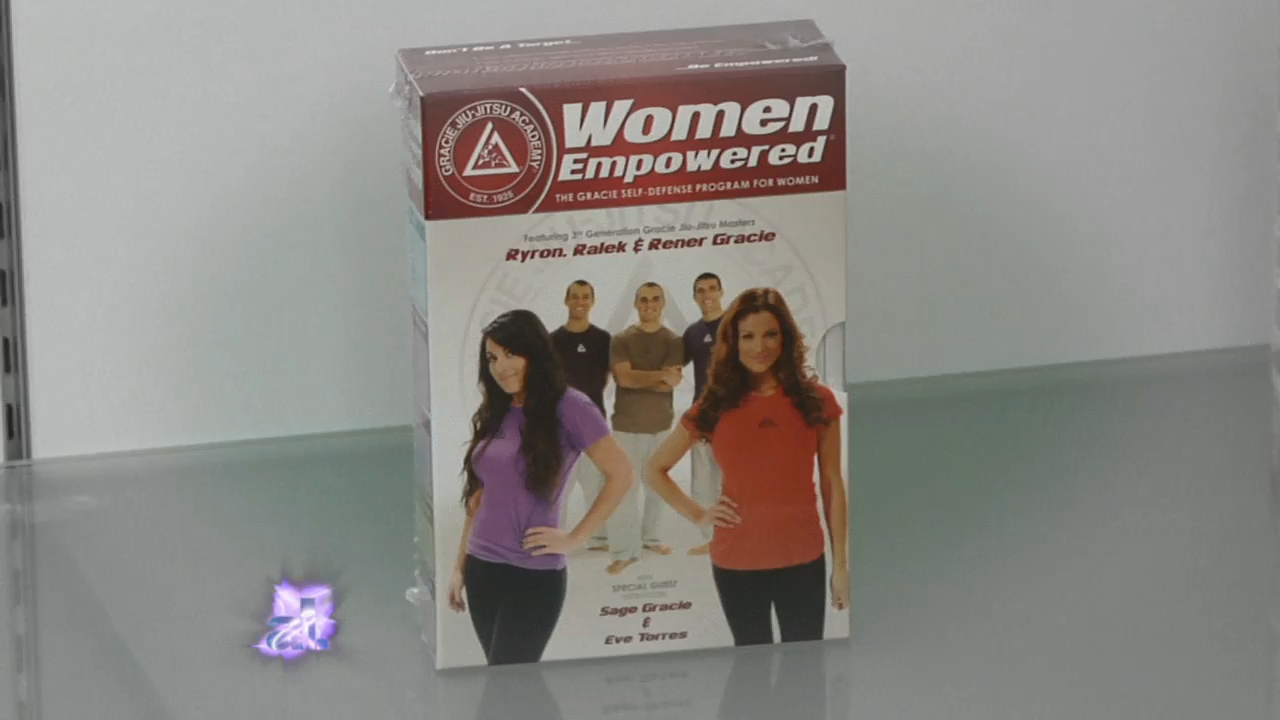 Don't Be A Target...
...Be Empowered!
GRACIE JIU-JITSU ACADEMY
EST. 1925
Women
Empowered
THE GRACIE SELF-DEFENSE PROGRAM FOR WOMEN
Featuring 3rd Generation Gracie Jiu-Jitsu Masters
Ryron, Ralek & Rener Gracie
SPECIAL GUEST
Sage Gracie
&
Eve Torres